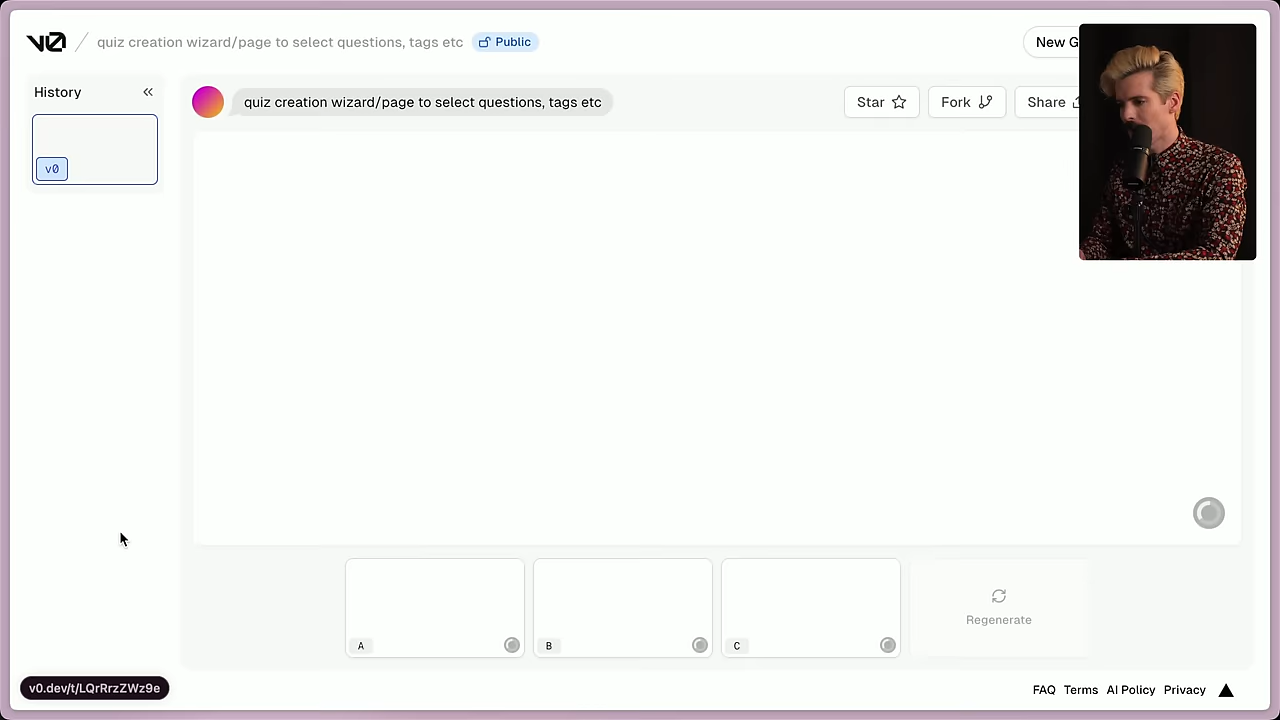 v0 / quiz creation wizard/page to select questions, tags etc Public
New G
History
quiz creation wizard/page to select questions, tags etc
Star
Fork
Share
v0
A
B
C
Regenerate
v0.dev/t/LQrRrzZWz9e
FAQ Terms AI Policy Privacy